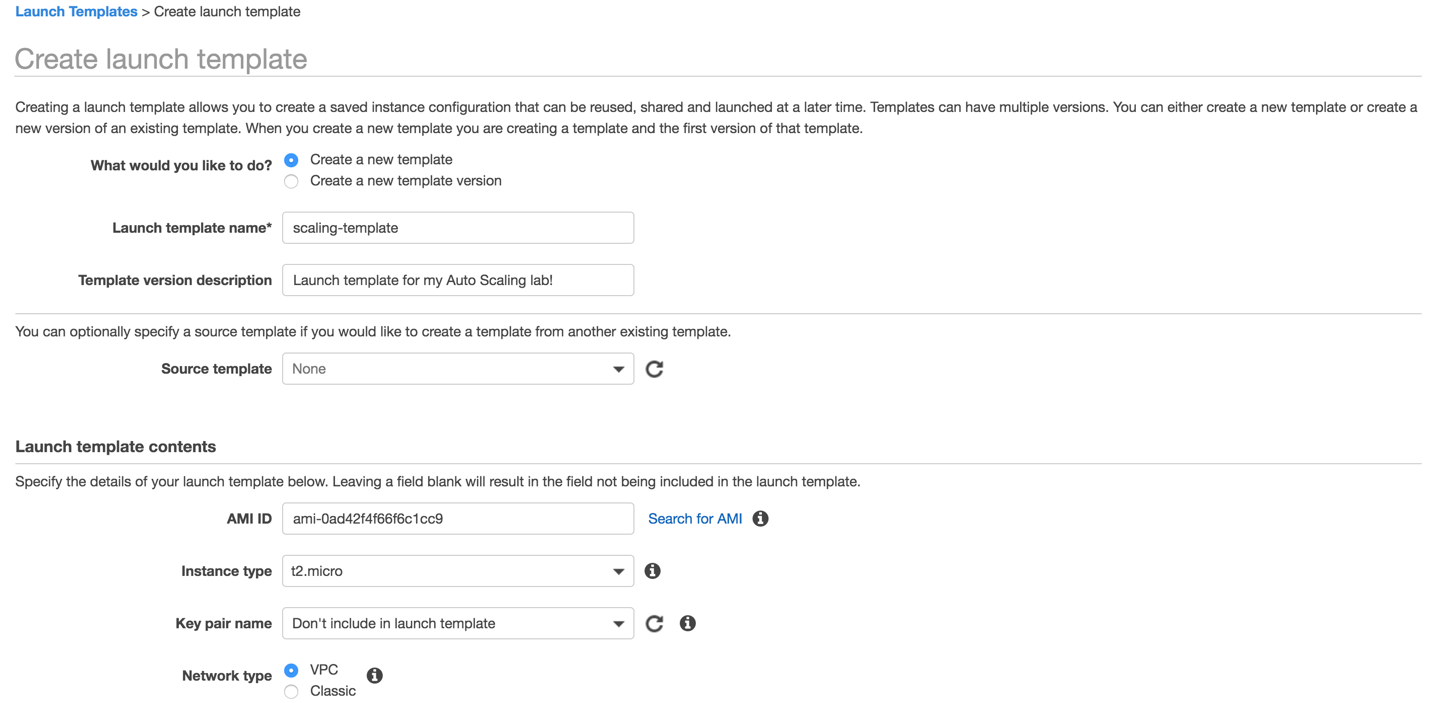 Launch Templates > Create launch template
Create launch template
Creating a launch template allows you to create a saved instance configuration that can be reused, shared and launched at a later time. Templates can have multiple versions. You can either create a new template or create a
new version of an existing template. When you create a new template you are creating a template and the first version of that template.
What would you like to do?
Create a new template
Create a new template version
Launch template name* scaling-template
Template version description Launch template for my Auto Scaling lab!
You can optionally specify a source template if you would like to create a template from another existing template.
Source template None
Launch template contents
Specify the details of your launch template below. Leaving a field blank will result in the field not being included in the launch template.
AMI ID ami-0ad42f4f66f6c1cc9 Search for AMI
Instance type t2.micro
Key pair name Don't include in launch template
Network type
VPC
Classic